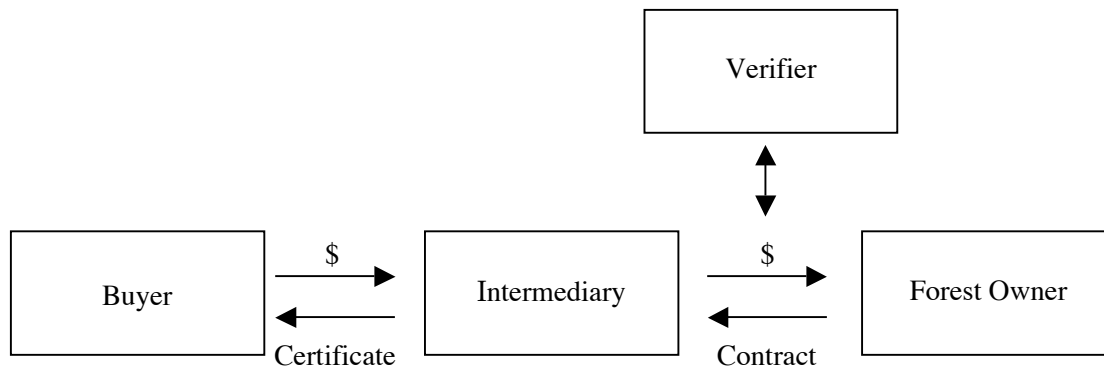 Verifier
$
$
Buyer
Intermediary
Forest Owner
Certificate
Contract